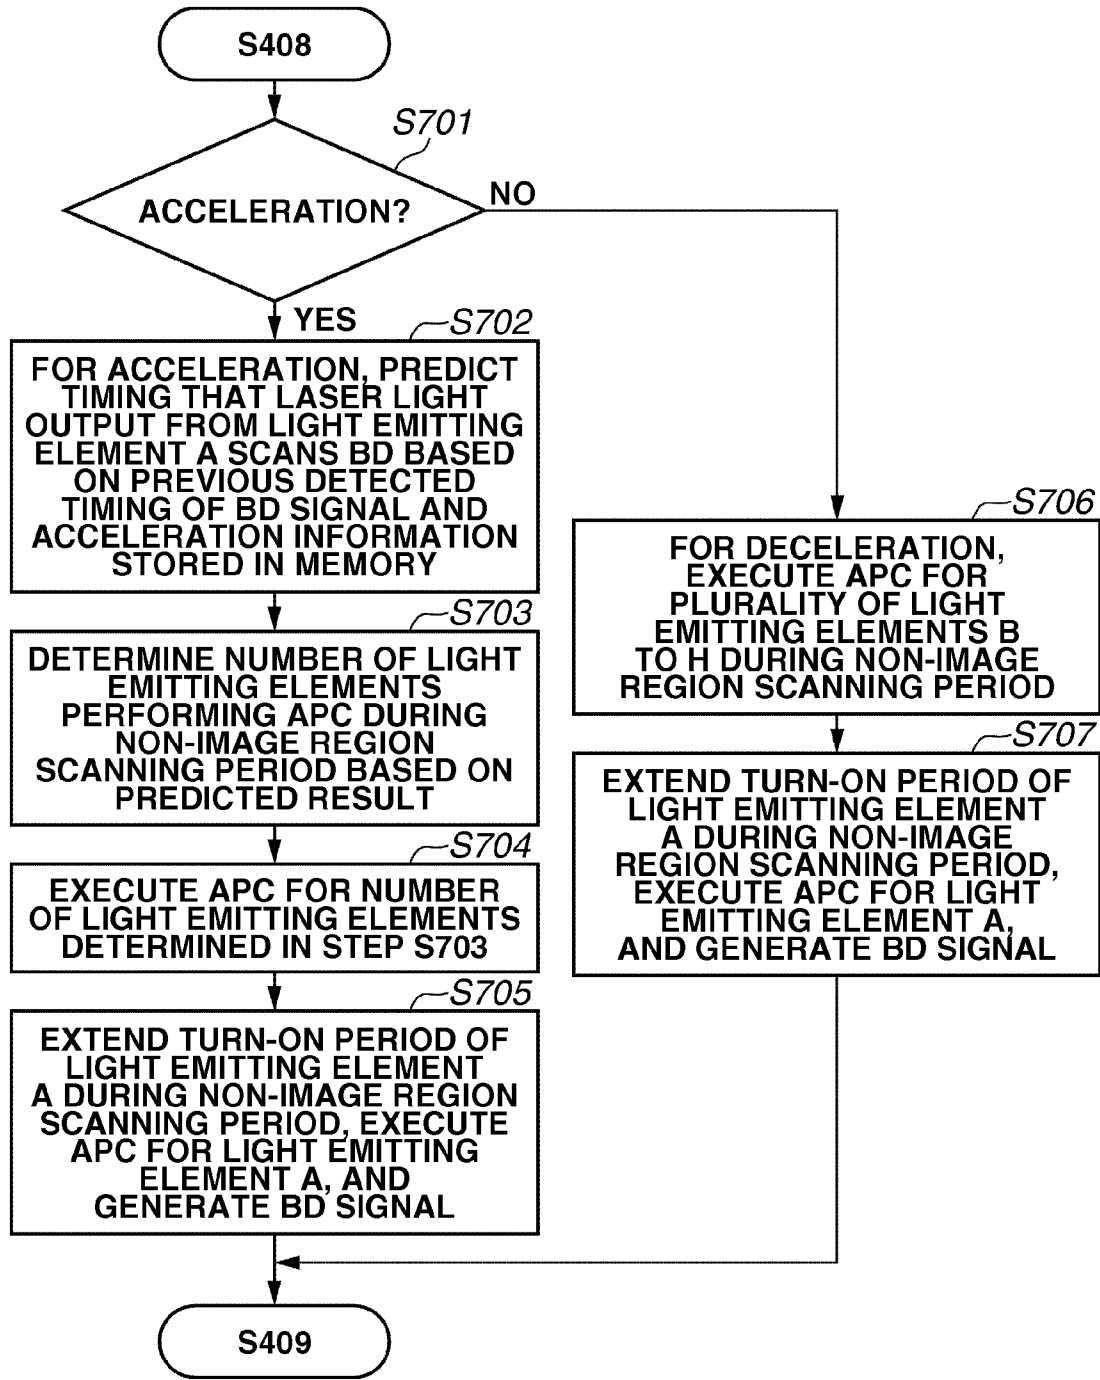 S408
S701
ACCELERATION?
NO
YES
S702
FOR ACCELERATION, PREDICT
TIMING THAT LASER LIGHT
OUTPUT FROM LIGHT EMITTING
ELEMENT A SCANS BD BASED
ON PREVIOUS DETECTED
TIMING OF BD SIGNAL AND
ACCELERATION INFORMATION
STORED IN MEMORY
S703
DETERMINE NUMBER OF LIGHT
EMITTING ELEMENTS
PERFORMING APC DURING
NON-IMAGE REGION
SCANNING PERIOD BASED ON
PREDICTED RESULT
S704
EXECUTE APC FOR NUMBER
OF LIGHT EMITTING ELEMENTS
DETERMINED IN STEP S703
S705
EXTEND TURN-ON PERIOD OF
LIGHT EMITTING ELEMENT
A DURING NON-IMAGE REGION
SCANNING PERIOD, EXECUTE
APC FOR LIGHT EMITTING
ELEMENT A, AND
GENERATE BD SIGNAL
S706
FOR DECELERATION,
EXECUTE APC FOR
PLURALITY OF LIGHT
EMITTING ELEMENTS B
TO H DURING NON-IMAGE
REGION SCANNING PERIOD
S707
EXTEND TURN-ON PERIOD OF
LIGHT EMITTING ELEMENT
A DURING NON-IMAGE
REGION SCANNING PERIOD,
EXECUTE APC FOR LIGHT
EMITTING ELEMENT A,
AND GENERATE BD SIGNAL
S409